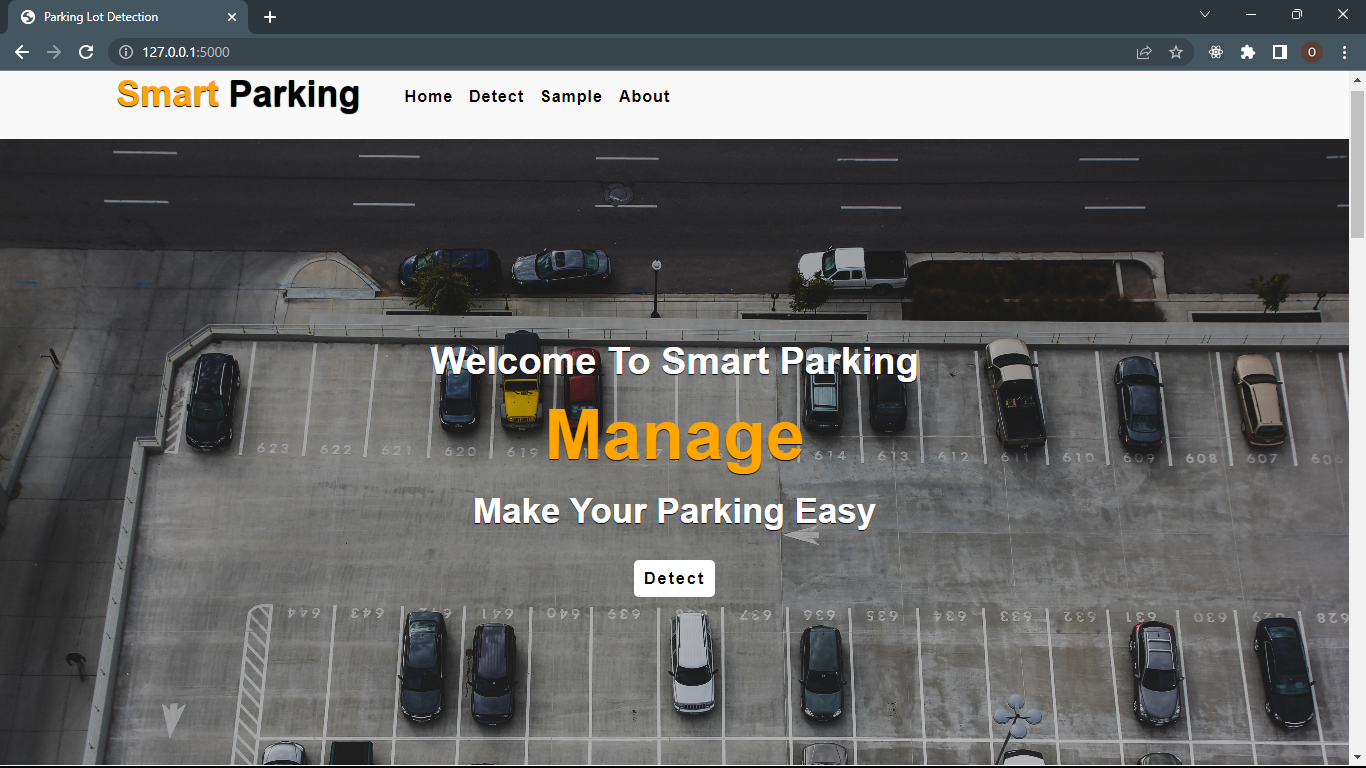 Parking Lot Detection
127.0.0.1:5000
O
Smart Parking
Home Detect Sample About
Welcome To Smart Parking
623 622 621 620 619 614 613 612 611 610 609 608 607 606
Manage
Make Your Parking Easy
Detect
644 643 642 641 640 639 638 637 636 635 634 633 632 631 630 629 628